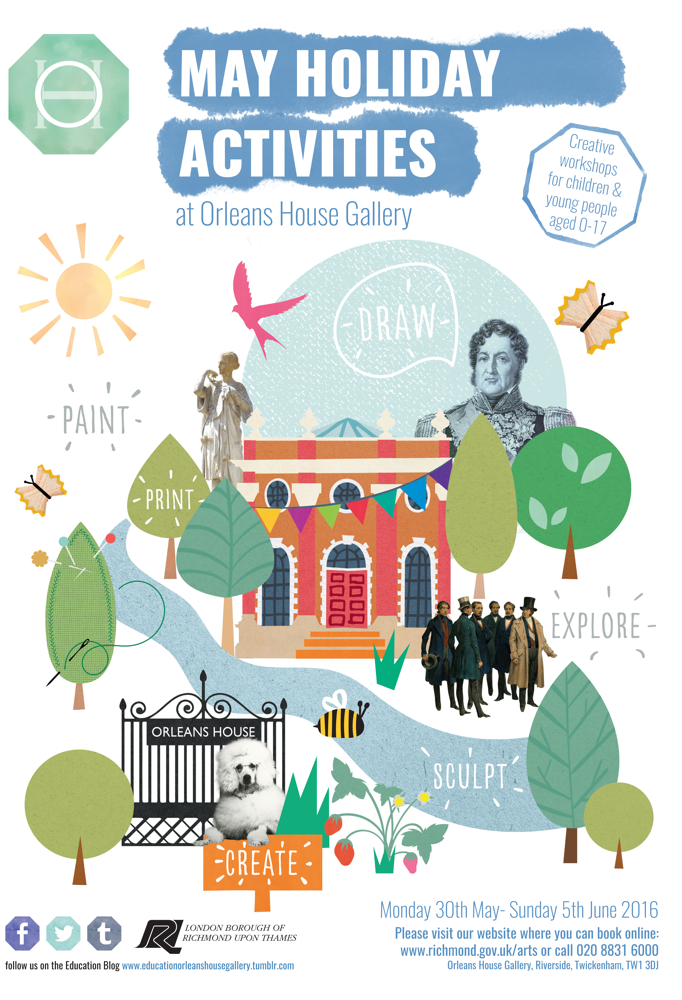 MAY HOLIDAY
ACTIVITIES
at Orleans House Gallery
Creative
workshops
for children &
young people
aged 0-17
DRAW
PAINT
PRINT
EXPLORE
ORLEANS HOUSE
SCULPT
CREATE
Monday 30th May- Sunday 5th June 2016
Please visit our website where you can book online:
www.richmond.gov.uk/arts or call 020 8831 6000
Orleans House Gallery, Riverside, Twickenham, TW1 3DJ
LONDON BOROUGH OF
RICHMOND UPON THAMES
follow us on the Education Blog www.educationorleanshousegallery.tumblr.com